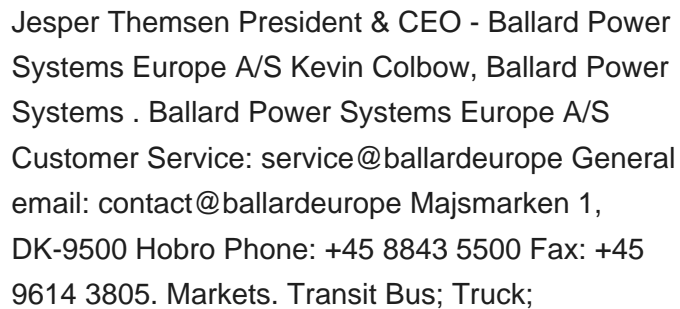 Jesper Themsen President & CEO - Ballard Power
Systems Europe A/S Kevin Colbow, Ballard Power
Systems . Ballard Power Systems Europe A/S
Customer Service: service@ballardeurope General
email: contact@ballardeurope Majsmarken 1,
DK-9500 Hobro Phone: +45 8843 5500 Fax: +45
9614 3805. Markets. Transit Bus; Truck;